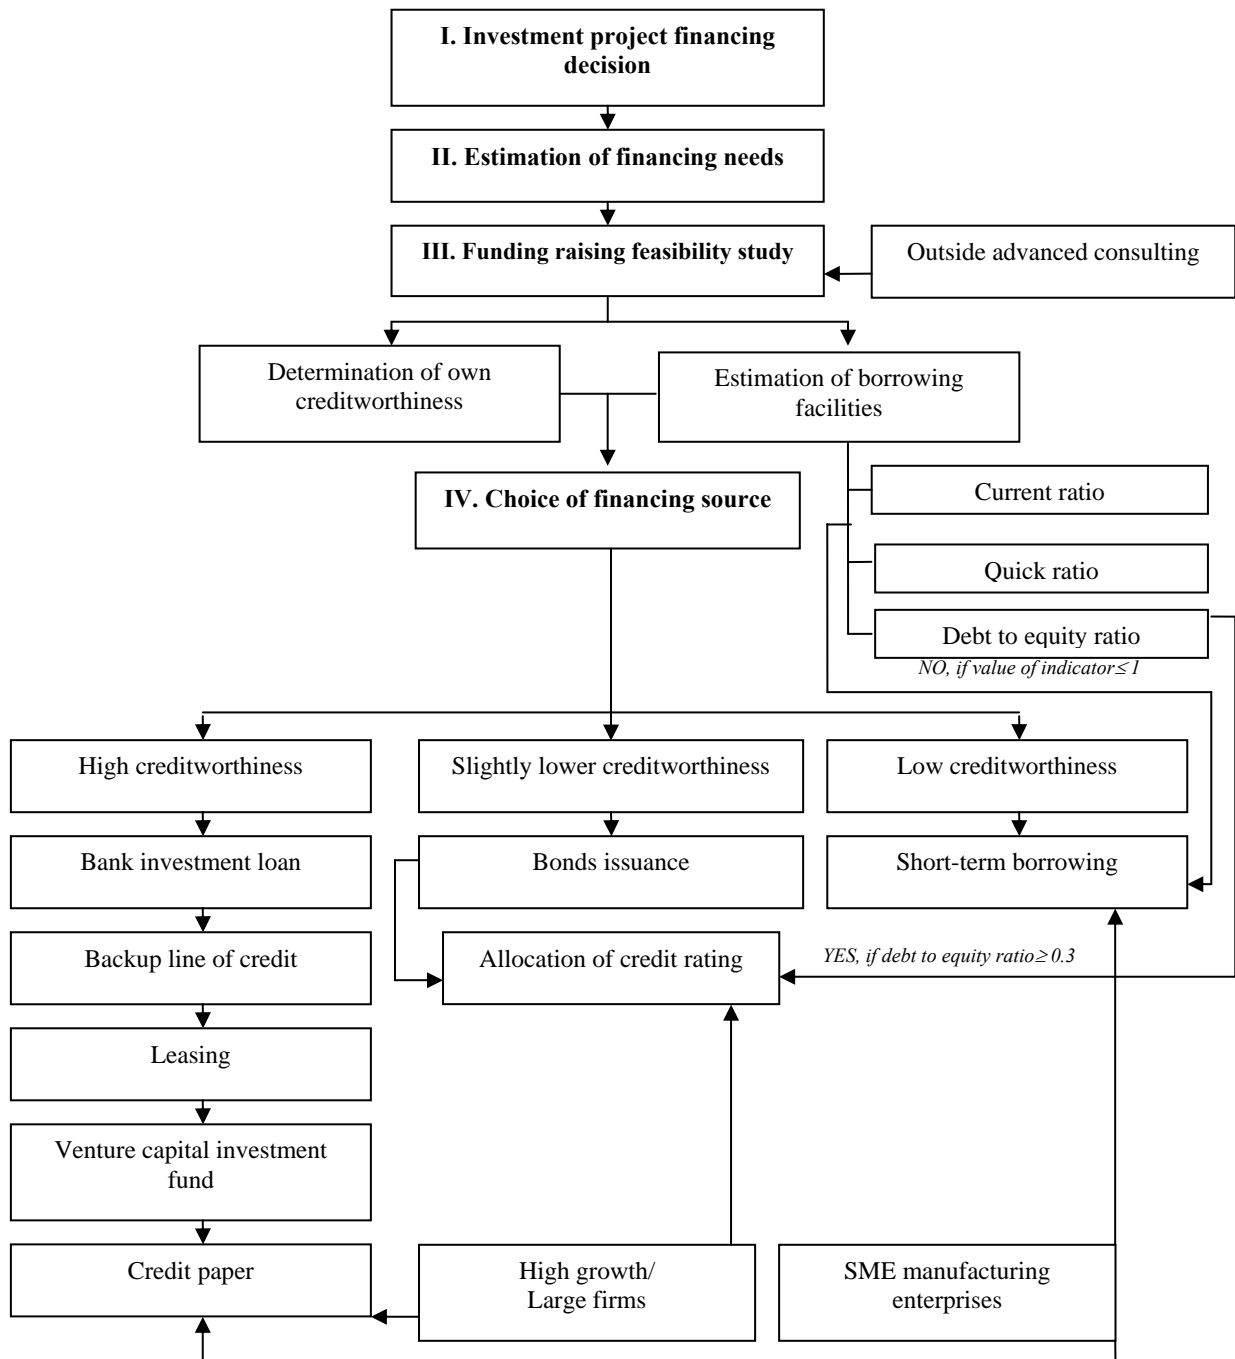 I. Investment project financing
decision
II. Estimation of financing needs
III. Funding raising feasibility study
Outside advanced consulting
Determination of own
creditworthiness
Estimation of borrowing
facilities
IV. Choice of financing source
Current ratio
Quick ratio
Debt to equity ratio
NO, if value of indicator≤ 1
High creditworthiness
Slightly lower creditworthiness
Low creditworthiness
Bank investment loan
Bonds issuance
Short-term borrowing
Backup line of credit
Allocation of credit rating
YES, if debt to equity ratio≥ 0.3
Leasing
Venture capital investment
fund
Credit paper
High growth/
Large firms
SME manufacturing
enterprises